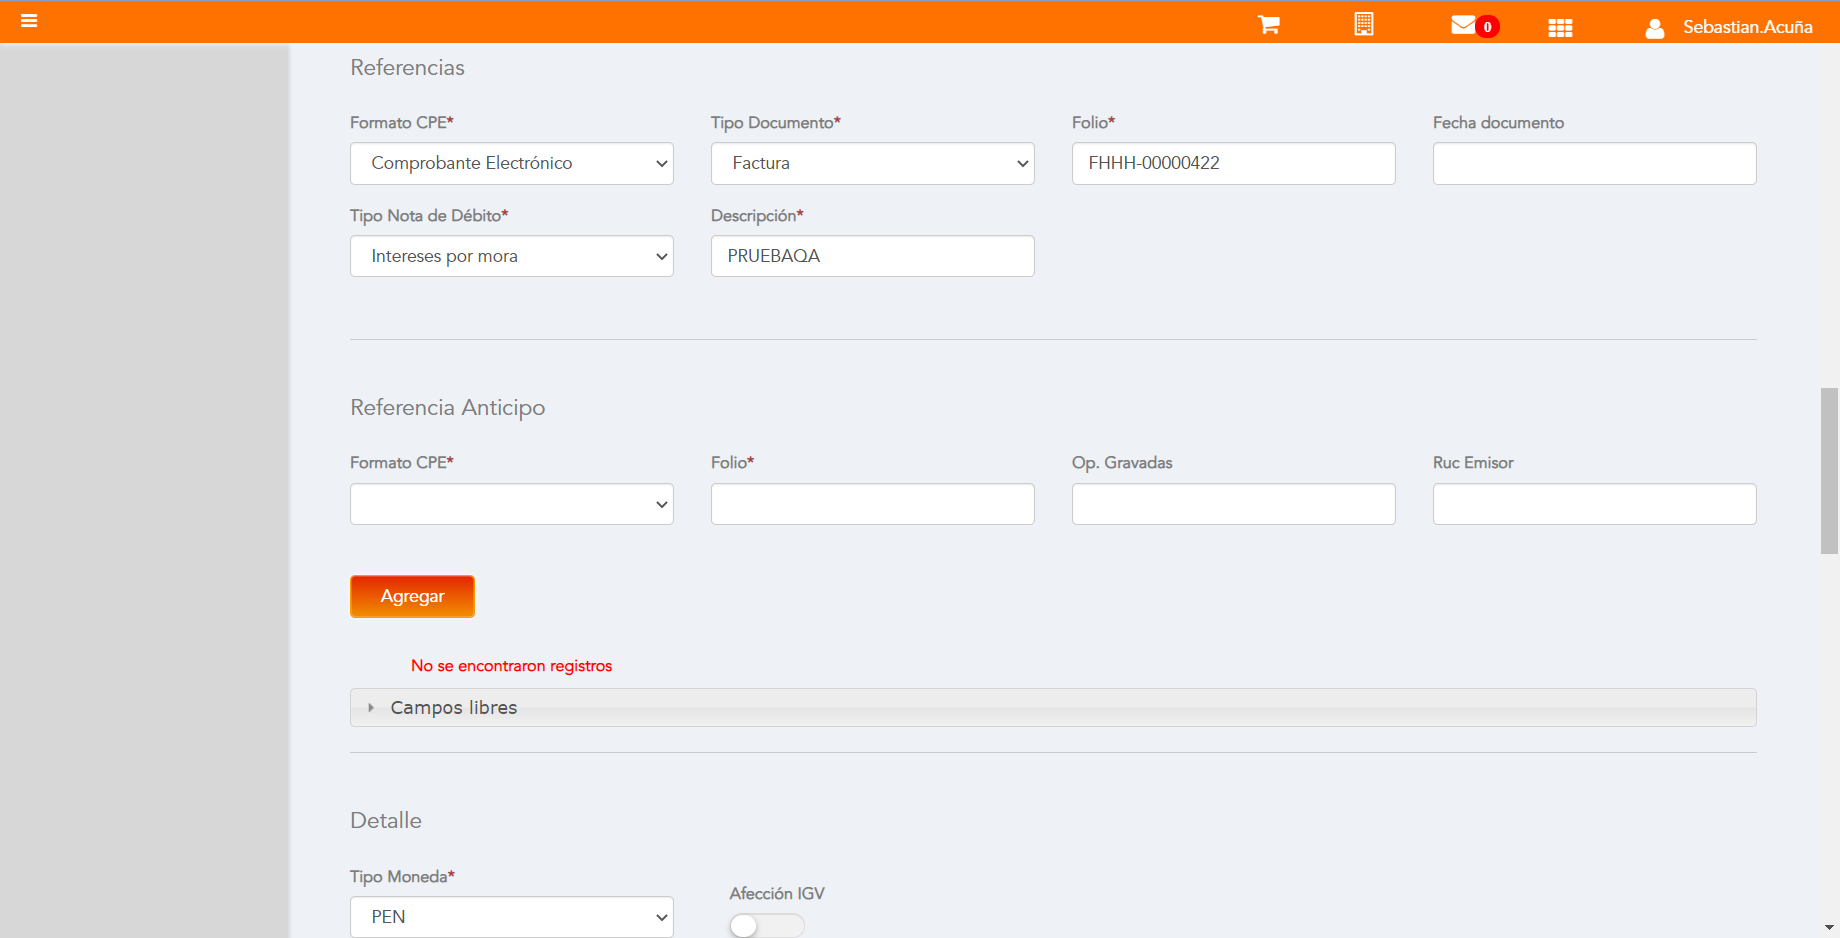 0
Sebastian.Acuña
Referencias
Formato CPE*
Tipo Documento*
Folio*
Fecha documento
Comprobante Electrónico
Factura
FHHH-00000422
Tipo Nota de Débito*
Descripción*
Intereses por mora
PRUEBAQA
Referencia Anticipo
Formato CPE*
Folio*
Op. Gravadas
Ruc Emisor
Agregar
No se encontraron registros
Campos libres
Detalle
Tipo Moneda*
Afección IGV
PEN